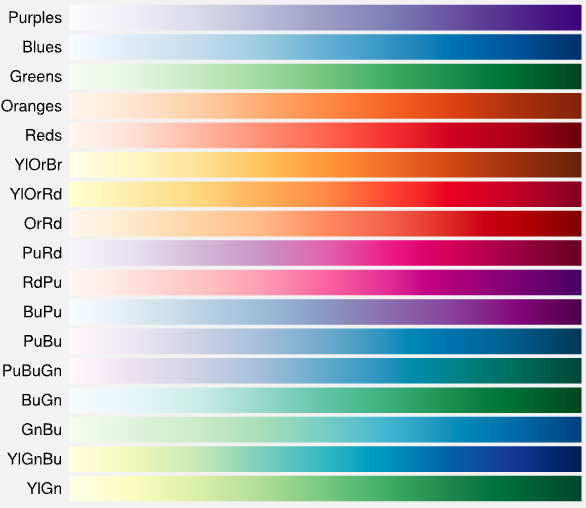 Purples
Blues
Greens
Oranges
Reds
YlOrBr
YlOrRd
OrRd
PuRd
RdPu
BuPu
PuBu
PuBuGn
BuGn
GnBu
YlGnBu
YlGn